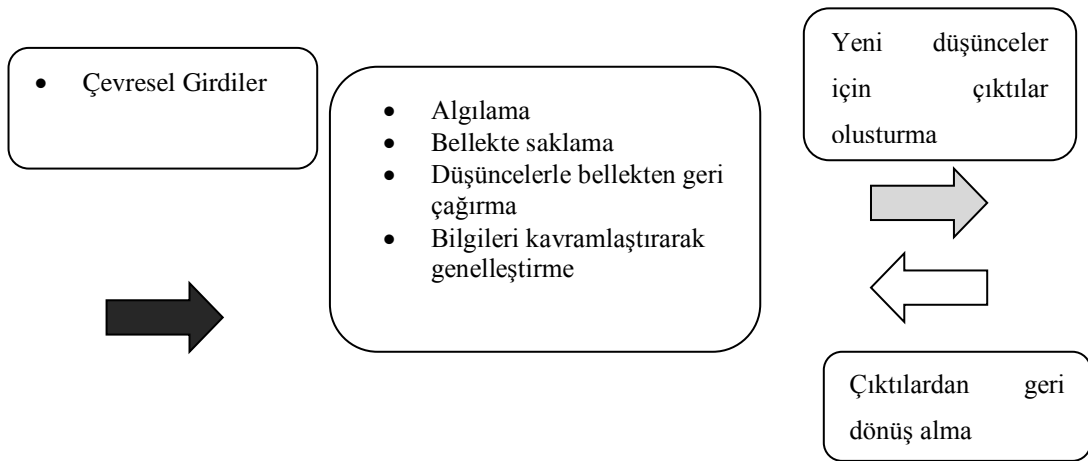 • Çevresel Girdiler
• Algılama
• Bellekte saklama
• Düşüncelerle bellekten geri
çağırma
• Bilgileri kavramlaştırarak
genelleştirme
Yeni düşünceler
için çıktılar
olusturma
Çıktılardan geri
dönüş alma